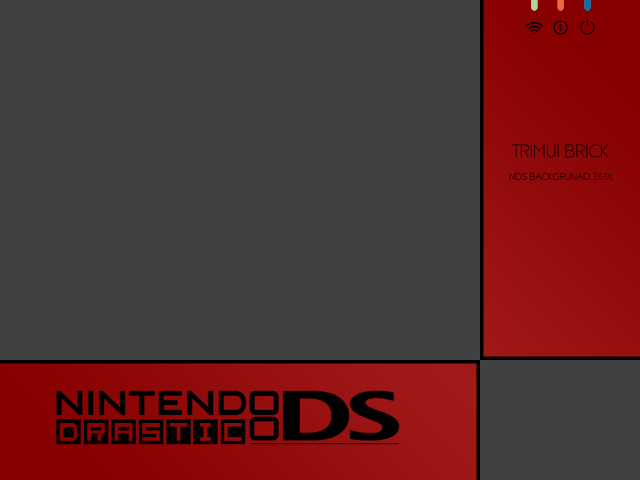 TRIMUI BRICK
NDS BACKGRUNAD 3X-1X
NINTENDO DS
DRASTIC